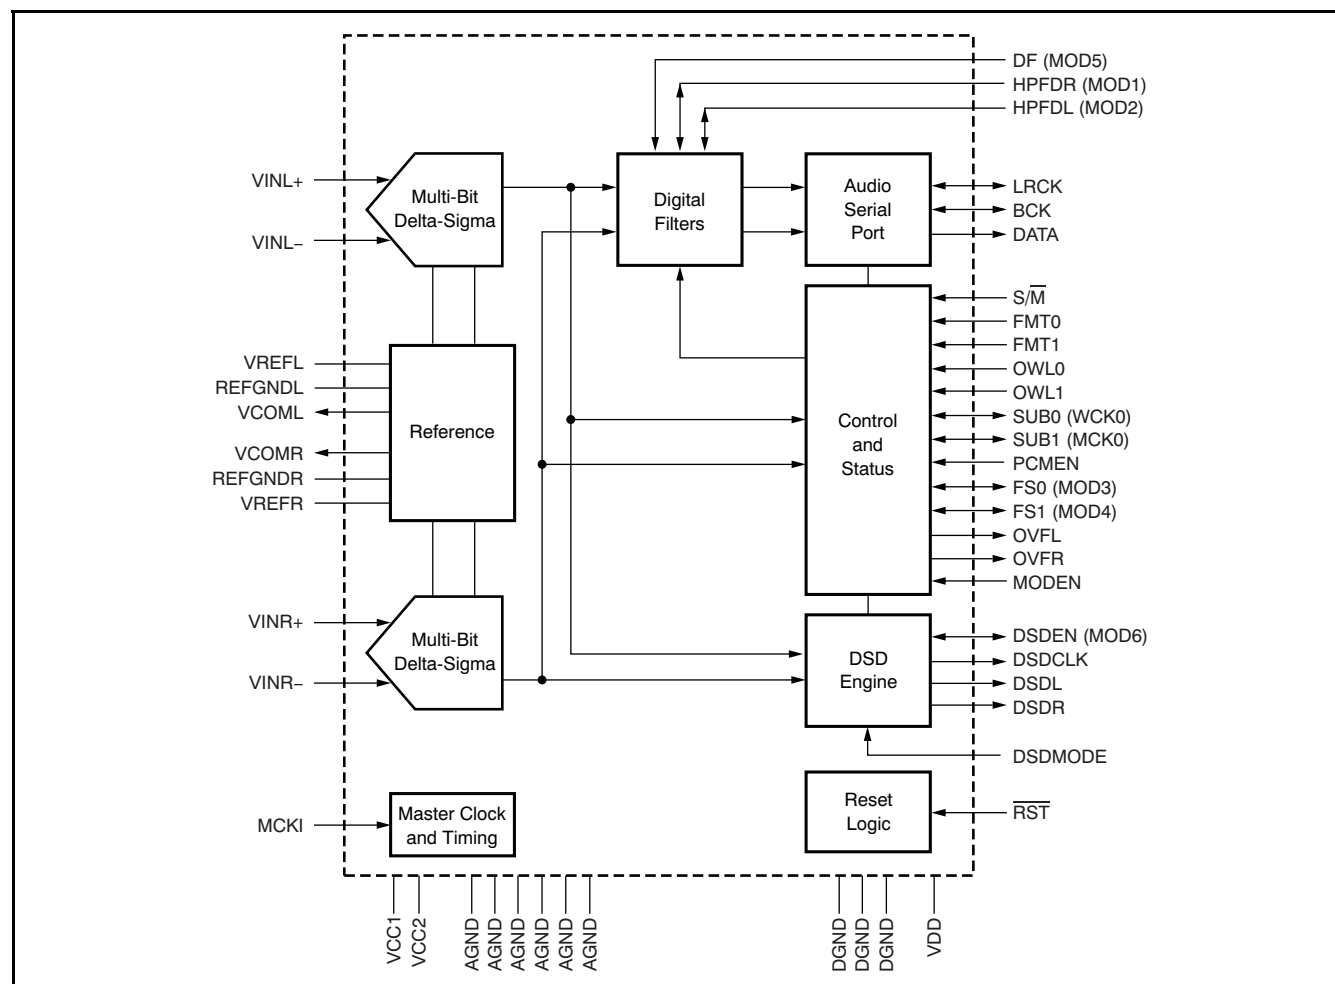 DF (MOD5)
HPFDR (MOD1)
HPFDL (MOD2)
VINL+
VINL−
Multi-Bit
Delta-Sigma
Digital
Filters
Audio
Serial
Port
LRCK
BCK
DATA
VREFL
REFGNDL
VCOML
VCOMR
REFGNDR
VREFR
Reference
Control
and
Status
S/M̅
FMT0
FMT1
OWL0
OWL1
SUB0 (WCK0)
SUB1 (MCK0)
PCMEN
FS0 (MOD3)
FS1 (MOD4)
OVFL
OVFR
MODEN
VINR+
VINR−
Multi-Bit
Delta-Sigma
DSD
Engine
DSDEN (MOD6)
DSDCLK
DSDL
DSDR
DSDMODE
MCKI
Master Clock
and Timing
Reset
Logic
R̅S̅T̅
VCC1
VCC2
AGND
AGND
AGND
AGND
AGND
AGND
DGND
DGND
DGND
VDD